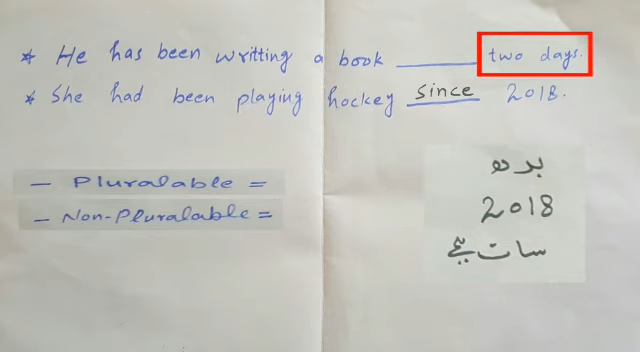 * He has been writting a book ______ two days.
* She had been playing hockey since 2018.
– Pluralable =
– Non-Pluralable =
بدھ
2018
سات بجے